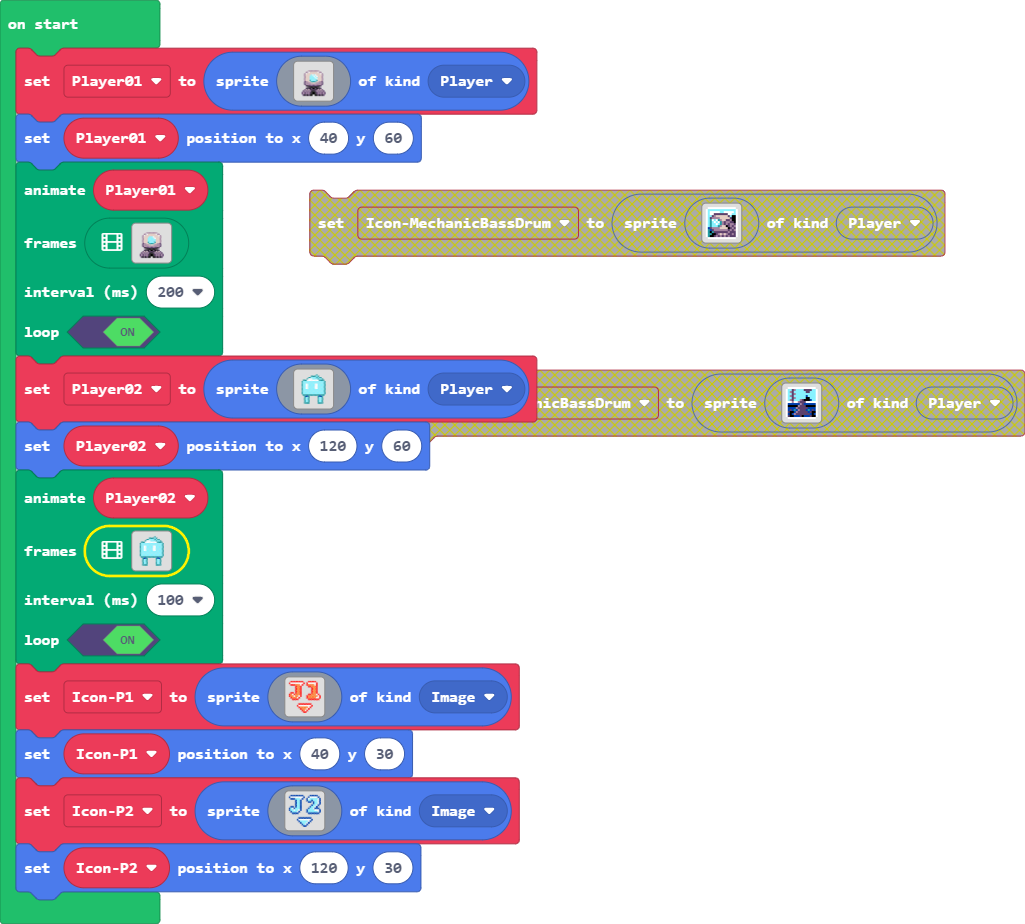 on start
set Player01 to sprite of kind Player
set Player01 position to x 40 y 60
animate Player01
frames
interval (ms) 200
loop ON
set Icon-MechanicBassDrum to sprite of kind Player
set Player02 to sprite of kind Player
nicBassDrum to sprite of kind Player
set Player02 position to x 120 y 60
animate Player02
frames
interval (ms) 100
loop ON
set Icon-P1 to sprite J1 of kind Image
set Icon-P1 position to x 40 y 30
set Icon-P2 to sprite J2 of kind Image
set Icon-P2 position to x 120 y 30